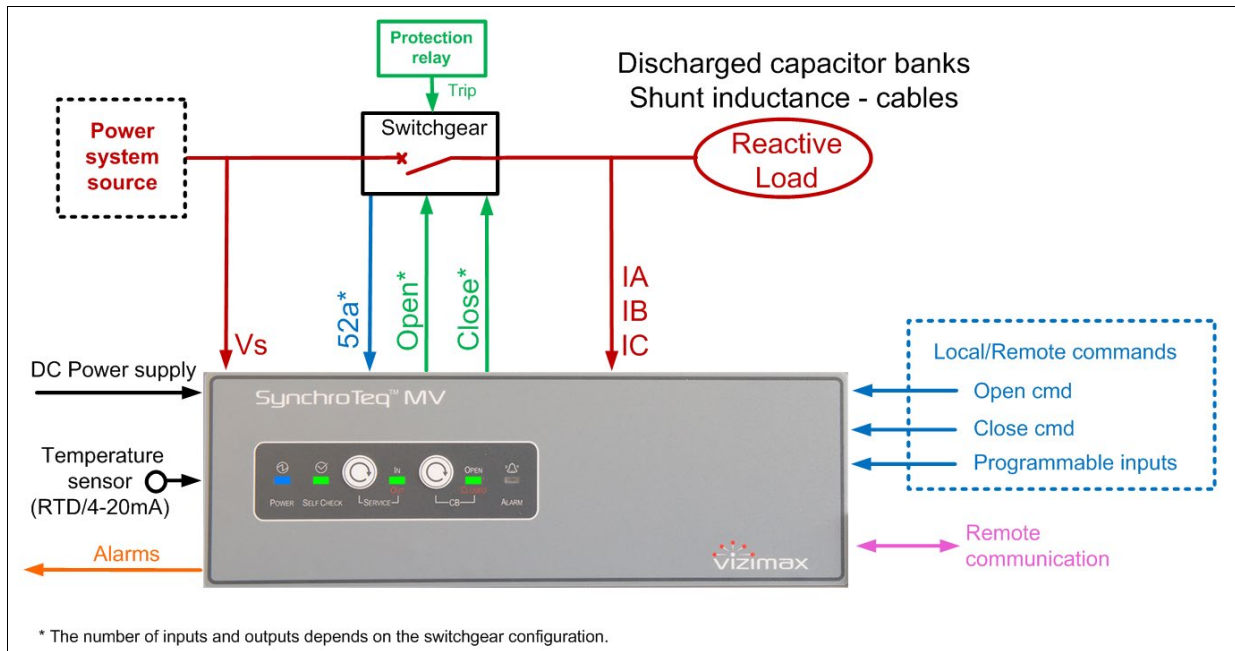 Protection
relay
Trip
Discharged capacitor banks
Shunt inductance - cables
Power
system
source
Switchgear
Reactive
Load
Vs
52a*
Open*
Close*
IA
IB
IC
DC Power supply
Temperature
sensor
(RTD/4-20mA)
Alarms
Local/Remote commands
Open cmd
Close cmd
Programmable inputs
Remote
communication
SynchroTeq™ MV
IN
OUT
OPEN
CLOSED
POWER
SELF CHECK
SERVICE
CB
ALARM
vizimax
* The number of inputs and outputs depends on the switchgear configuration.